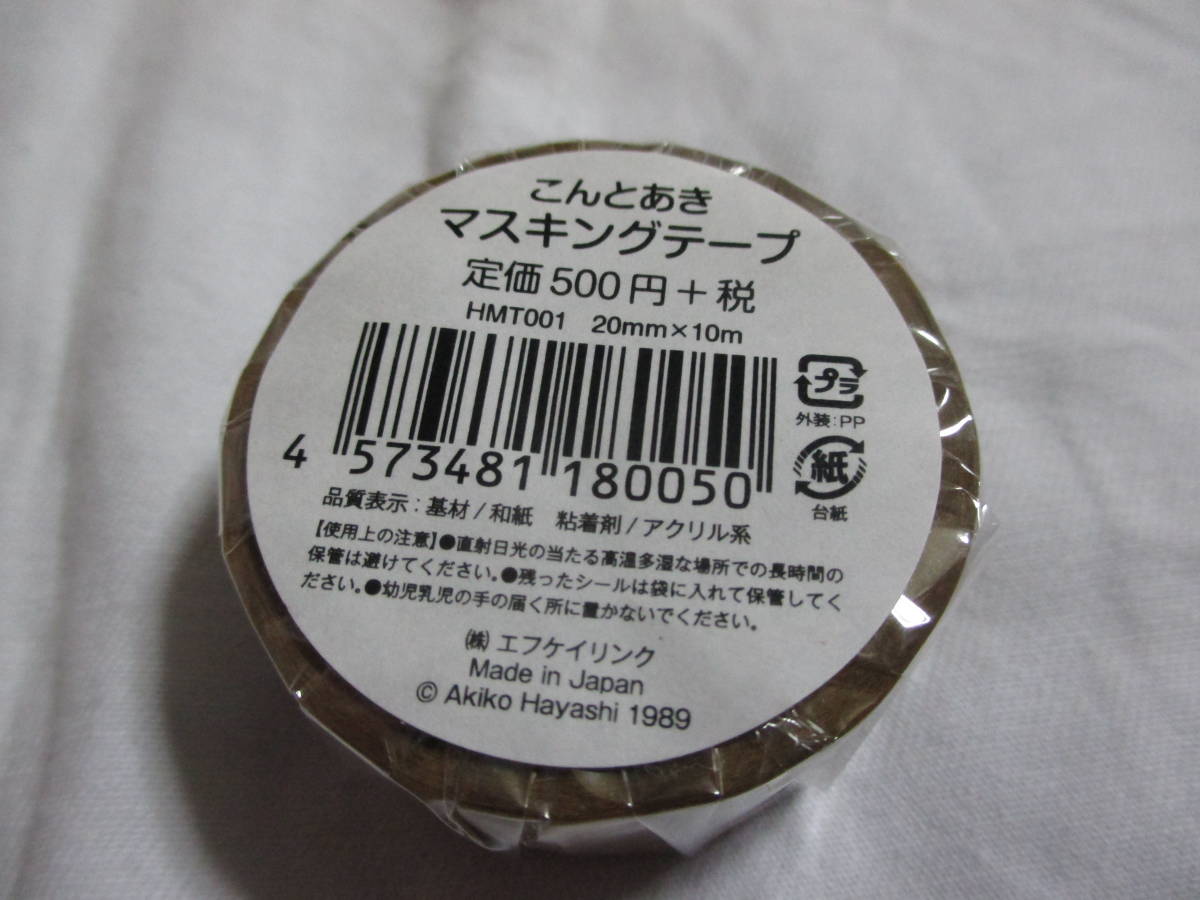 こんとあき
マスキングテープ
定価500円+税
HMT001 20mm×10m
プラ
外装:PP
紙
台紙
4 573481 180050
品質表示:基材/和紙 粘着剤/アクリル系
【使用上の注意】●直射日光の当たる高温多湿な場所での長時間の
保管は避けてください。●残ったシールは袋に入れて保管してく
ださい。●幼児乳児の手の届く所に置かないでください。
㈱エフケイリンク
Made in Japan
© Akiko Hayashi 1989